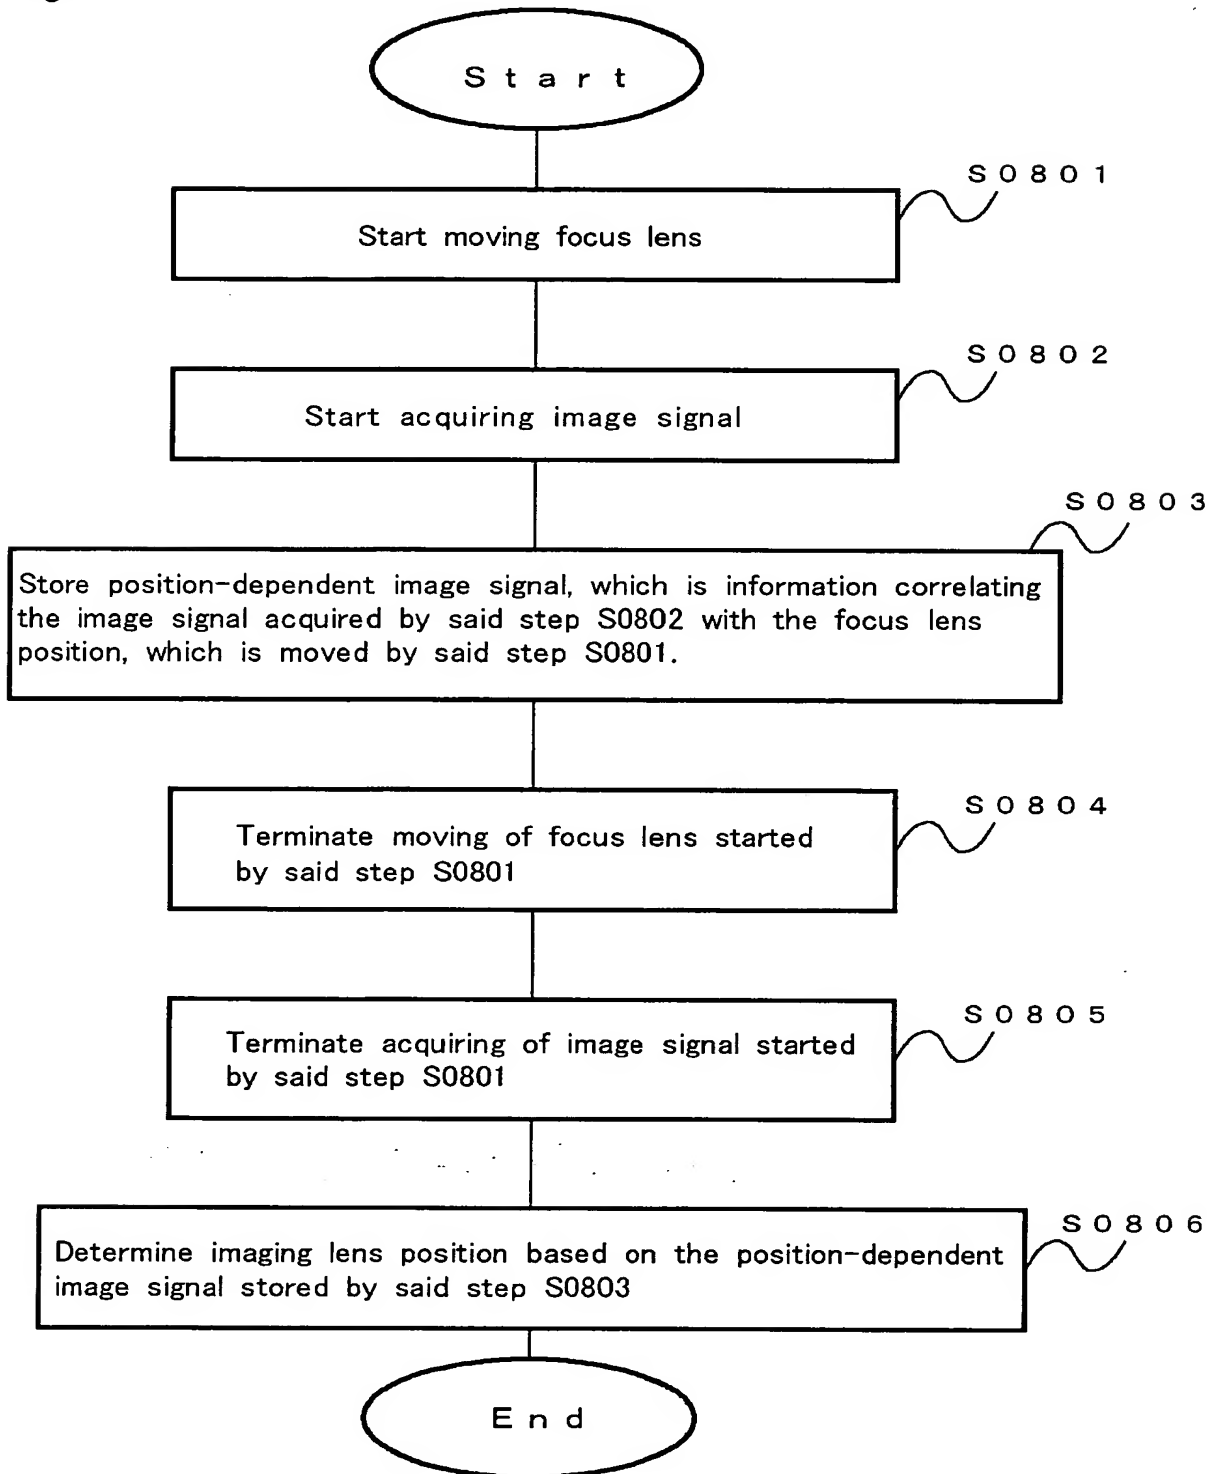 Start
S0801
Start moving focus lens
S0802
Start acquiring image signal
S0803
Store position-dependent image signal, which is information correlating
the image signal acquired by said step S0802 with the focus lens
position, which is moved by said step S0801.
S0804
Terminate moving of focus lens started
by said step S0801
S0805
Terminate acquiring of image signal started
by said step S0801
S0806
Determine imaging lens position based on the position-dependent
image signal stored by said step S0803
End